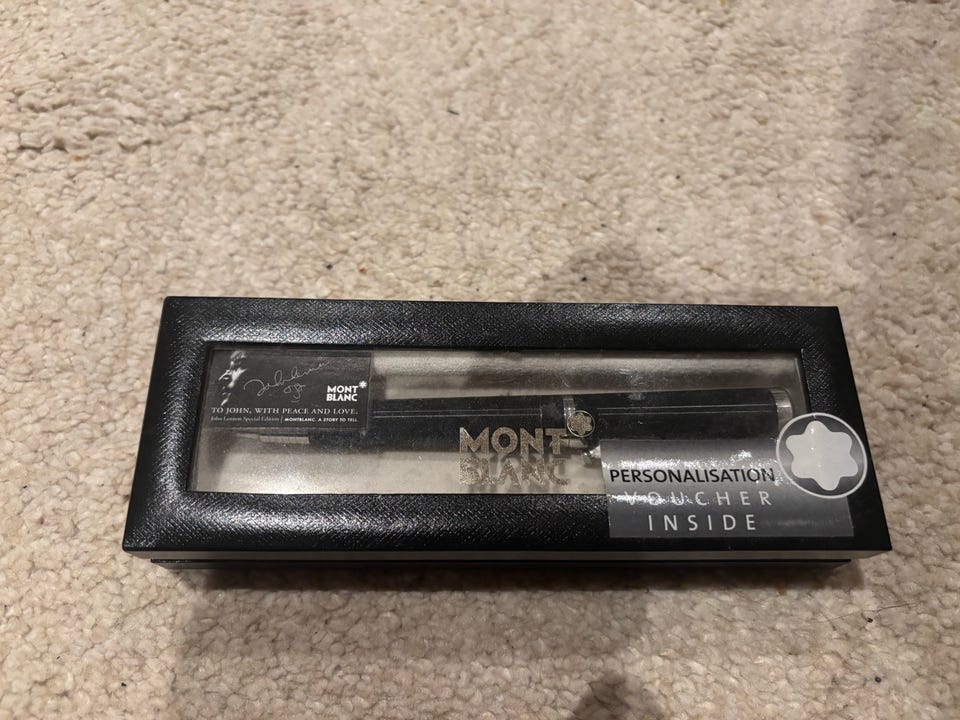 MONT
BLANC
TO JOHN, WITH PEACE AND LOVE.
John Lennon Special Edition | MONTBLANC. A STORY TO TELL.
MONT
BLANC
PERSONALISATION
VOUCHER
INSIDE